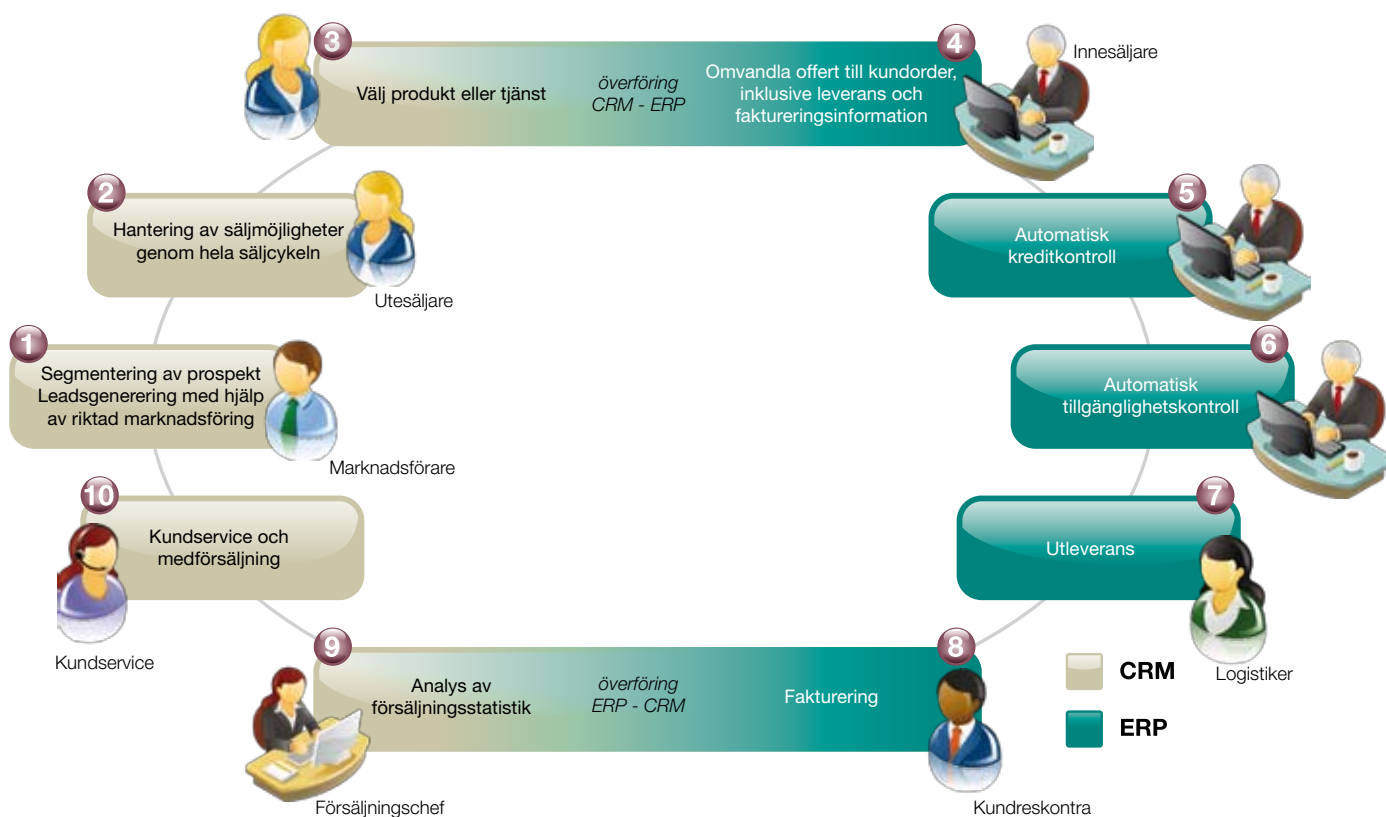 3
Välj produkt eller tjänst
överföring
CRM - ERP
4
Omvandla offert till kundorder,
inklusive leverans och
faktureringsinformation
Innesäljare
2
Hantering av säljmöjligheter
genom hela säljcykeln
Utesäljare
5
Automatisk
kreditkontroll
1
Segmentering av prospekt
Leadsgenerering med hjälp
av riktad marknadsföring
Marknadsförare
6
Automatisk
tillgänglighetskontroll
10
Kundservice och
medförsäljning
Kundservice
7
Utleverans
Logistiker
9
Analys av
försäljningsstatistik
Försäljningschef
överföring
ERP - CRM
8
Fakturering
Kundreskontra
CRM
ERP